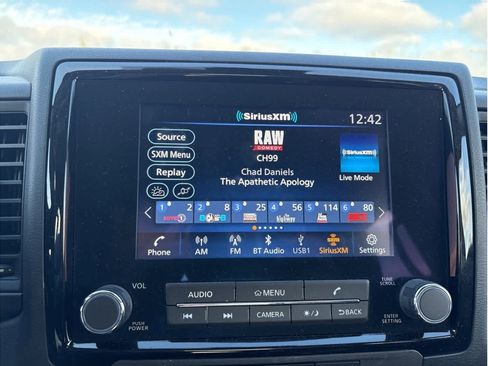 SiriusXM
12:42
Source
SXM Menu
Replay
RAW
COMEDY
CH99
Chad Daniels
The Apathetic Apology
SiriusXM
Live Mode
1 2 2 8 3 25 4 56 5 114 6 80
highway
Phone AM FM BT Audio USB1 SiriusXM Settings
VOL
PUSH
POWER
AUDIO MENU
CAMERA BACK
TUNE
SCROLL
ENTER
SETTING